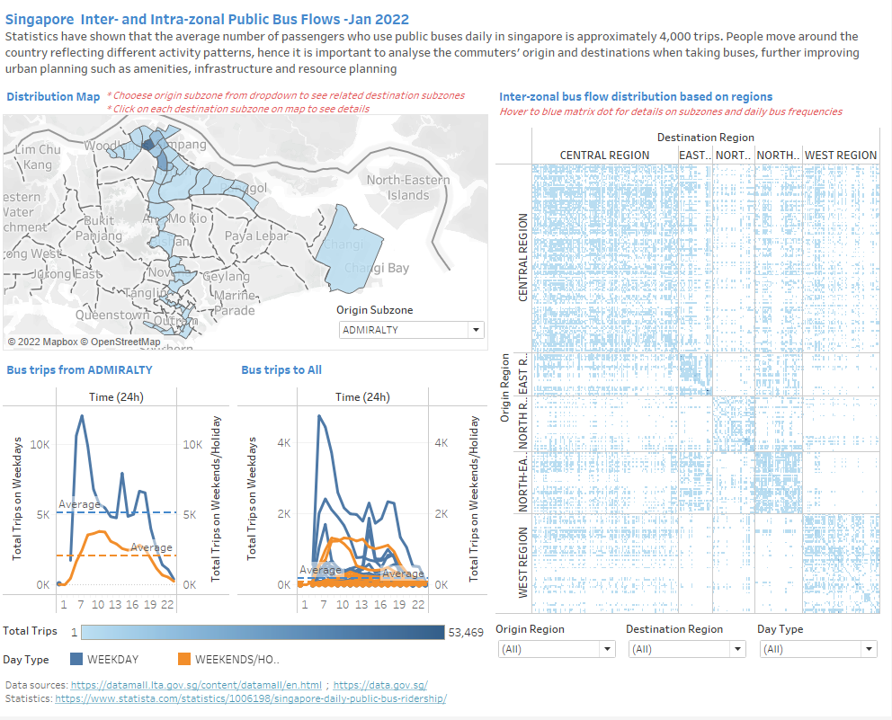 Singapore Inter- and Intra-zonal Public Bus Flows -Jan 2022
Statistics have shown that the average number of passengers who use public buses daily in singapore is approximately 4,000 trips. People move around the
country reflecting different activity patterns, hence it is important to analyse the commuters' origin and destinations when taking buses, further improving
urban planning such as amenities, infrastructure and resource planning
Distribution Map
* Chooese origin subzone from dropdown to see related destination subzones
* Click on each destination subzone on map to see details
Lim Chu
Kang
North-Eastern
Islands
Bukit
Panjang
Mo Kio
Paya Lebar
Changi
Changi Bay
Jurong East
Geylang
Marine
Parade
Queenstown
Origin Subzone
ADMIRALTY
© 2022 Mapbox © OpenStreetMap
Bus trips from ADMIRALTY
Time (24h)
Total Trips on Weekdays
10K
5K
0K
Average
Average
10K
5K
0K
Total Trips on Weekends/Holiday
1 7 10 13 16 19 22
Bus trips to All
Time (24h)
Total Trips on Weekdays
4K
2K
0K
Average
Average
4K
2K
0K
Total Trips on Weekends/Holiday
1 7 10 13 16 19 22
Total Trips 1 53,469
Day Type WEEKDAY WEEKENDS/HO..
Data sources: https://datamall.lta.gov.sg/content/datamall/en.html ; https://data.gov.sg/
Statistics: https://www.statista.com/statistics/1006198/singapore-daily-public-bus-ridership/
Inter-zonal bus flow distribution based on regions
Hover to blue matrix dot for details on subzones and daily bus frequencies
Destination Region
CENTRAL REGION EAST.. NORT.. NORTH.. WEST REGION
Origin Region
CENTRAL REGION
EAST R..
NORTH R..
NORTH-EA..
WEST REGION
Origin Region
(All)
Destination Region
(All)
Day Type
(All)